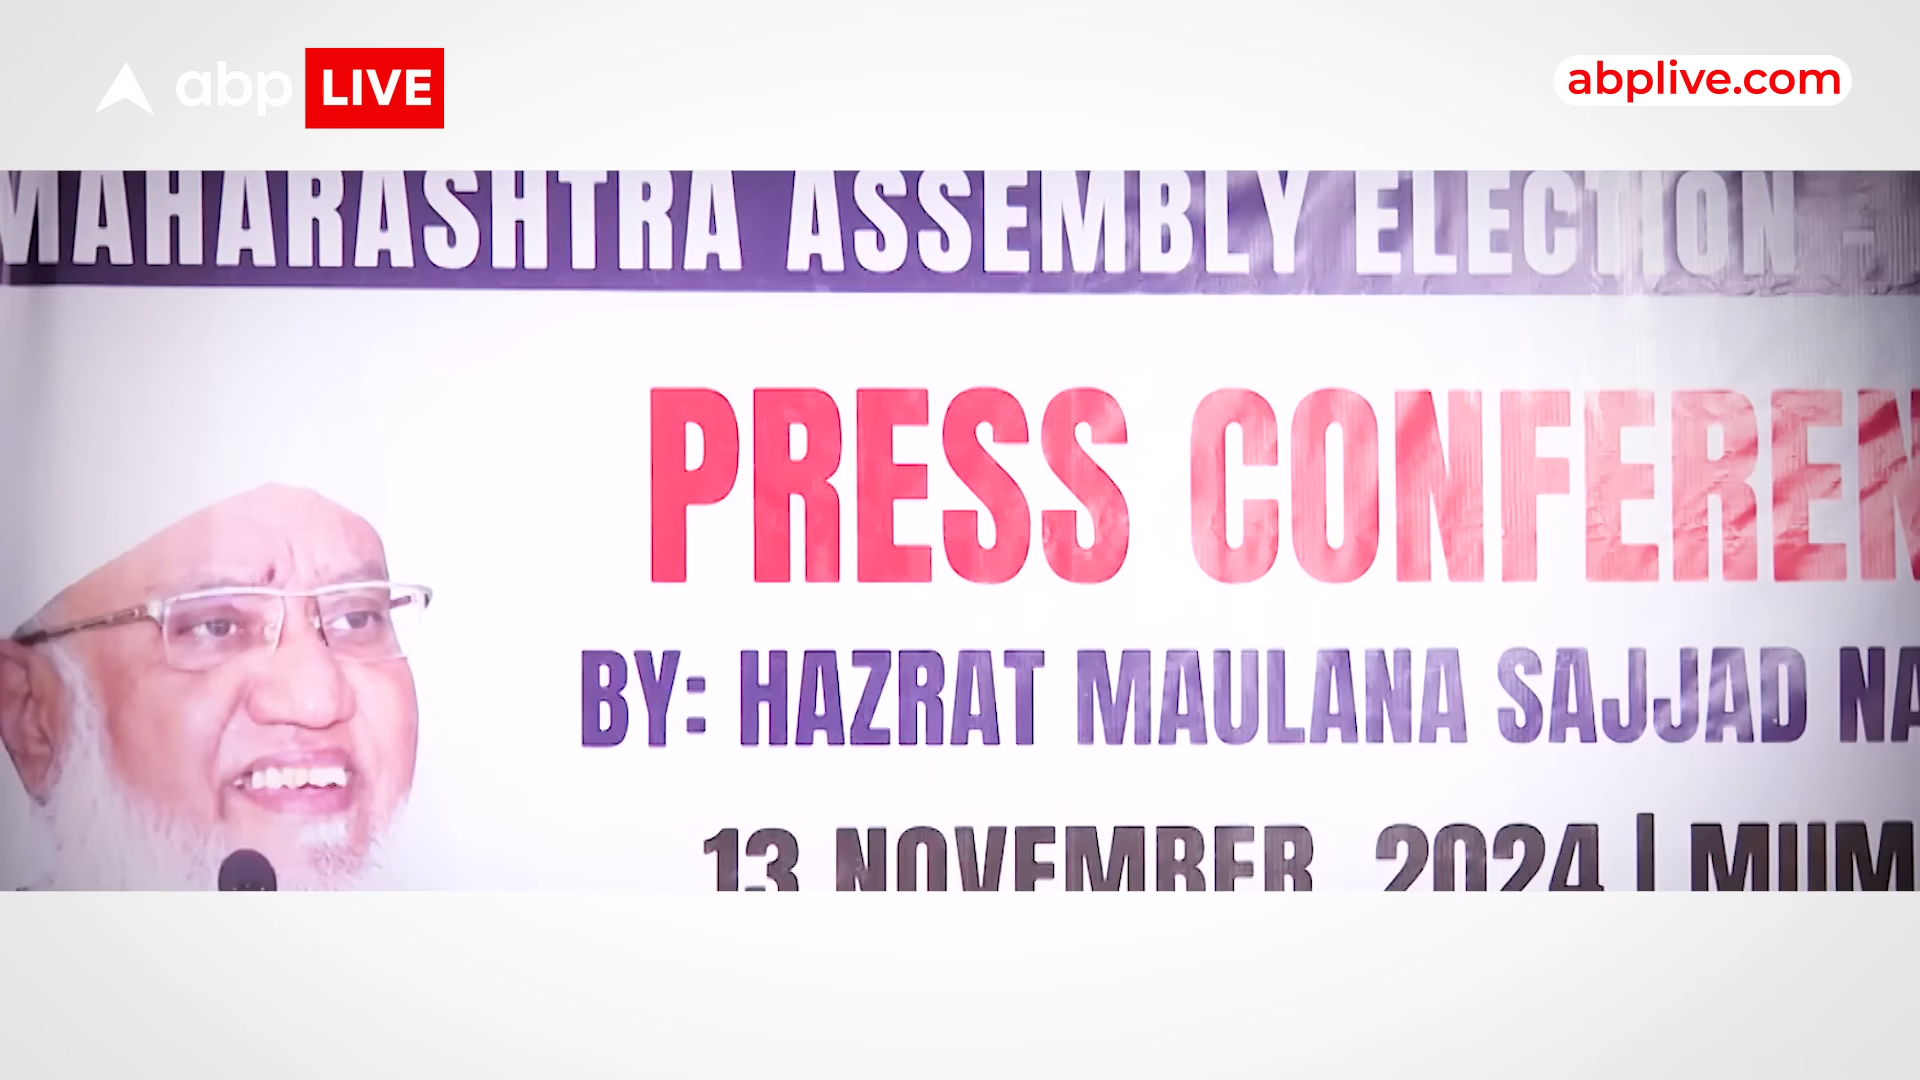 abp LIVE
abplive.com
MAHARASHTRA ASSEMBLY ELECTION -
PRESS CONFEREN
BY: HAZRAT MAULANA SAJJAD NA
13 NOVEMBER, 2024 | MUM